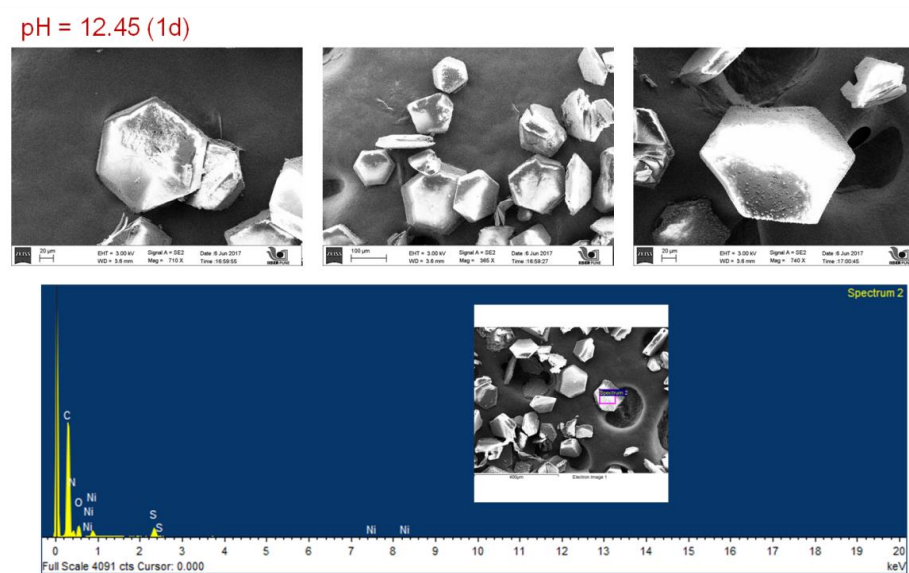 pH = 12.45 (1d)
ZEISS
20 µm
EHT = 3.00 kV
Signal A = SE2
Date :6 Jun 2017
WD = 3.6 mm
Mag = 710 X
Time :16:59:55
ZEISS
100 µm
EHT = 3.00 kV
Signal A = SE2
Date :6 Jun 2017
WD = 3.6 mm
Mag = 365 X
Time :16:59:27
ZEISS
20 µm
EHT = 3.00 kV
Signal A = SE2
Date :6 Jun 2017
WD = 3.6 mm
Mag = 740 X
Time :17:00:45
Spectrum 2
Spectrum 2
400µm
Electron Image 1
C
N
O
Ni
Ni
Ni
S
S
Ni
Ni
0 1 2 3 4 5 6 7 8 9 10 11 12 13 14 15 16 17 18 19 20
Full Scale 4091 cts Cursor: 0.000
keV